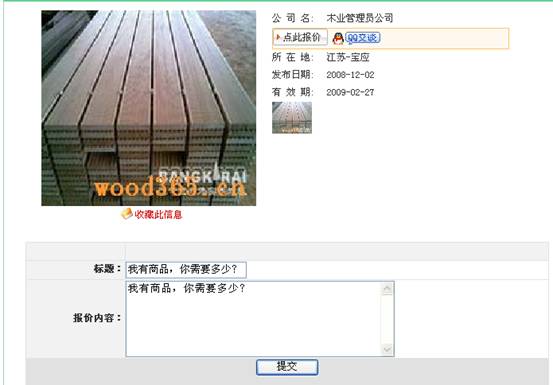 公 司 名: 木业管理员公司
点此报价 QQ交谈
所 在 地: 江苏-宝应
发布日期: 2008-12-02
有 效 期: 2009-02-27
BANGKIRAI
wood365.cn
收藏此信息
标题: 我有商品, 你需要多少?
报价内容: 我有商品, 你需要多少?
提交